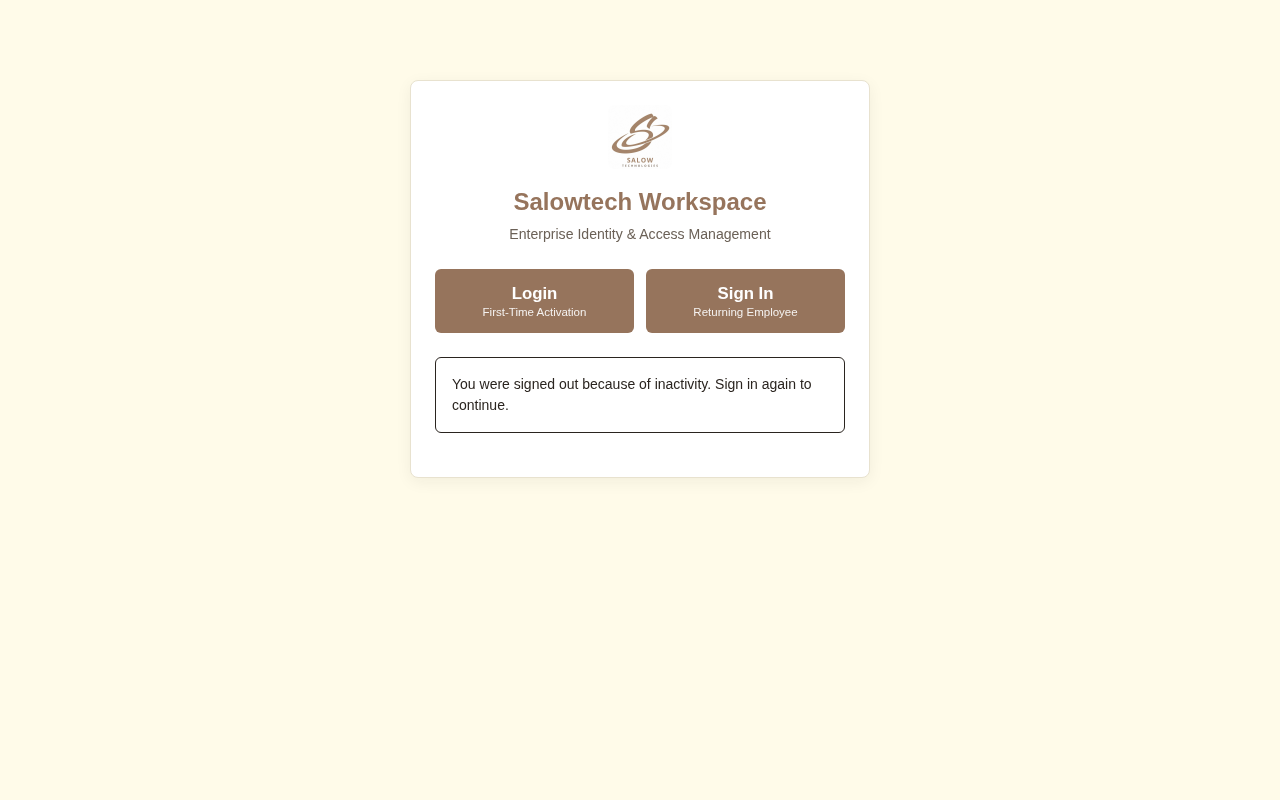 SALOW
TECHNOLOGIES
Salowtech Workspace
Enterprise Identity & Access Management
Login
First-Time Activation
Sign In
Returning Employee
You were signed out because of inactivity. Sign in again to
continue.